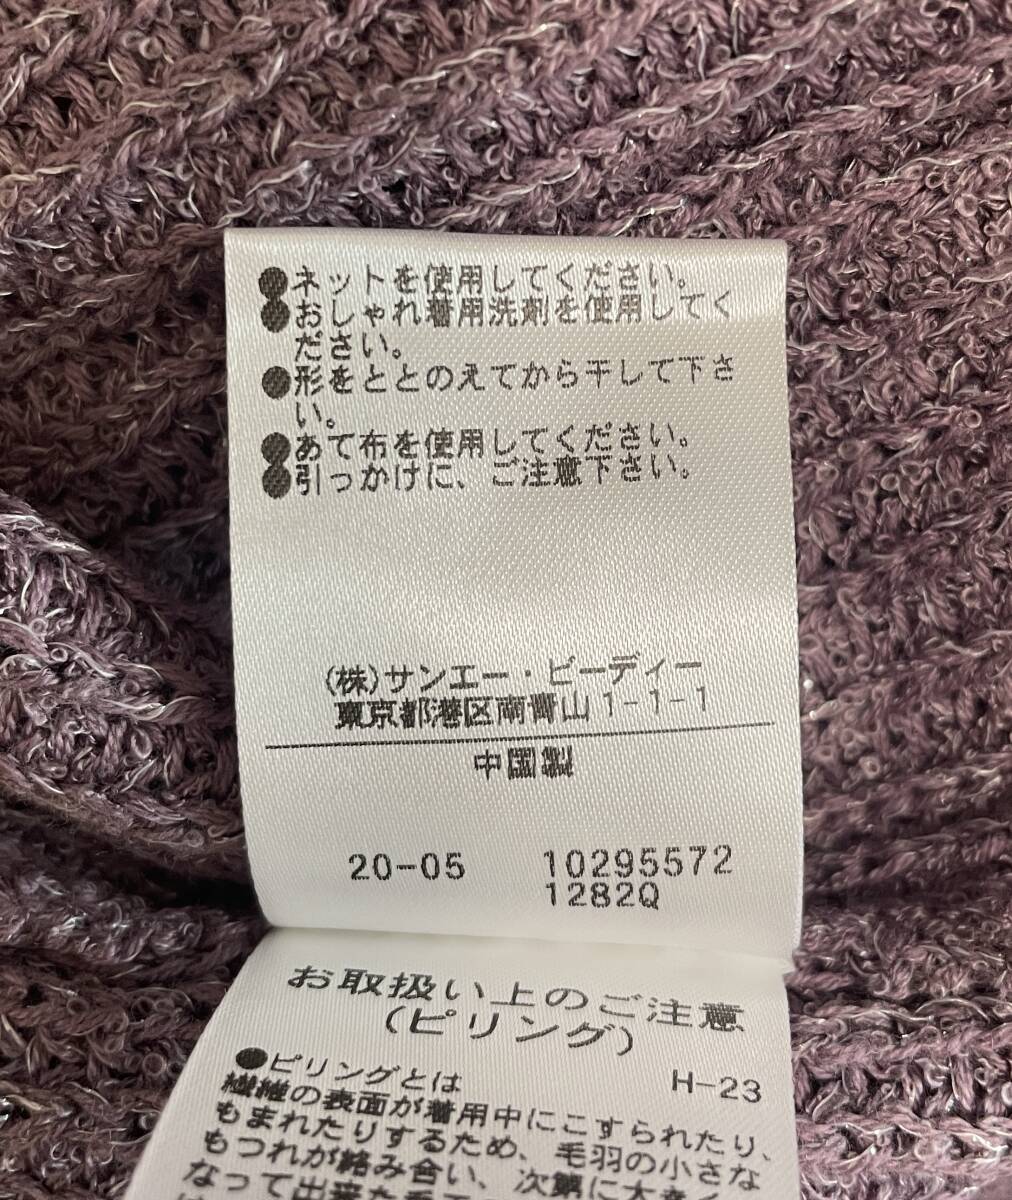 ●ネットを使用してください。
●おしゃれ着用洗剤を使用してく
ださい。
●形をととのえてから干して下さ
い。
●あて布を使用してください。
●引っかけに、ご注意下さい。
(株)サンエー・ビーディー
東京都港区南青山1-1-1
中国製
20-05 10295572
1282Q
お取扱い上のご注意
(ピリング)
H-23
●ピリングとは
繊維の表面が着用中にこすられたり、
もまれたりするため、毛羽の小さな
もつれが絡み合い、次第に大きく
なって出来た毛